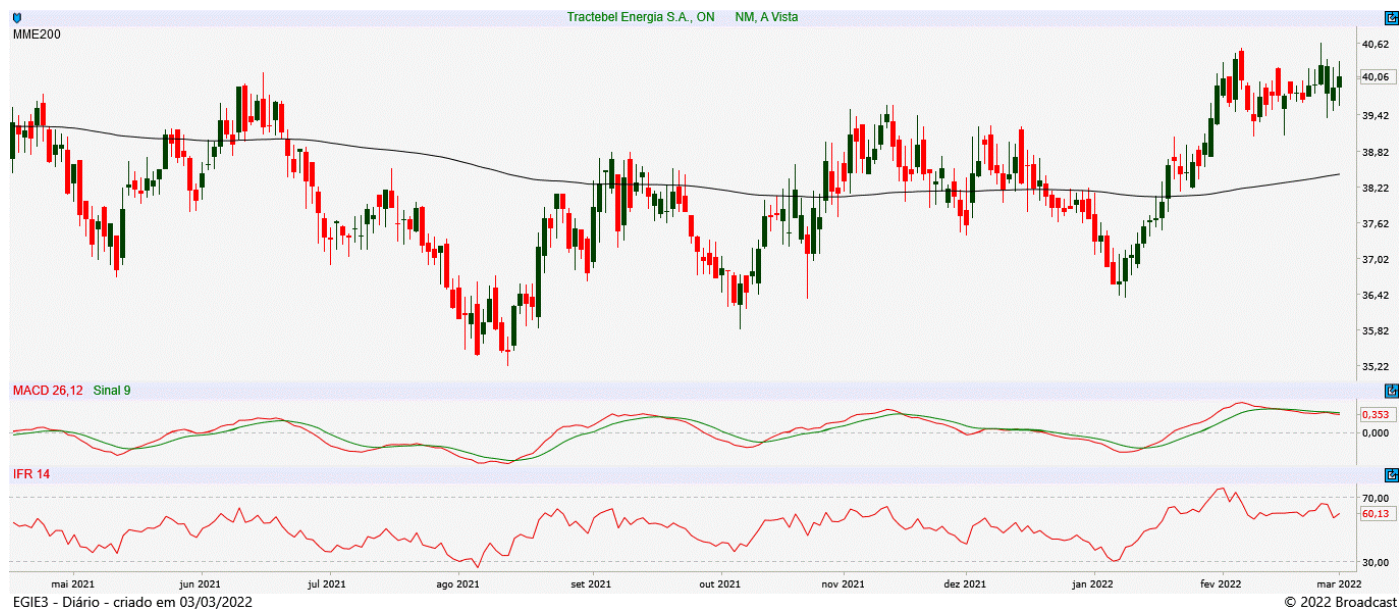 Tractebel Energia S.A., ON NM, A Vista
MME200
40,62
40,06
39,42
38,82
38,22
37,62
37,02
36,42
35,82
35,22
MACD 26,12 Sinal 9
0,353
0,000
IFR 14
70,00
60,13
30,00
mai 2021 jun 2021 jul 2021 ago 2021 set 2021 out 2021 nov 2021 dez 2021 jan 2022 fev 2022 mar 2022
EGIE3 - Diário - criado em 03/03/2022 © 2022 Broadcast